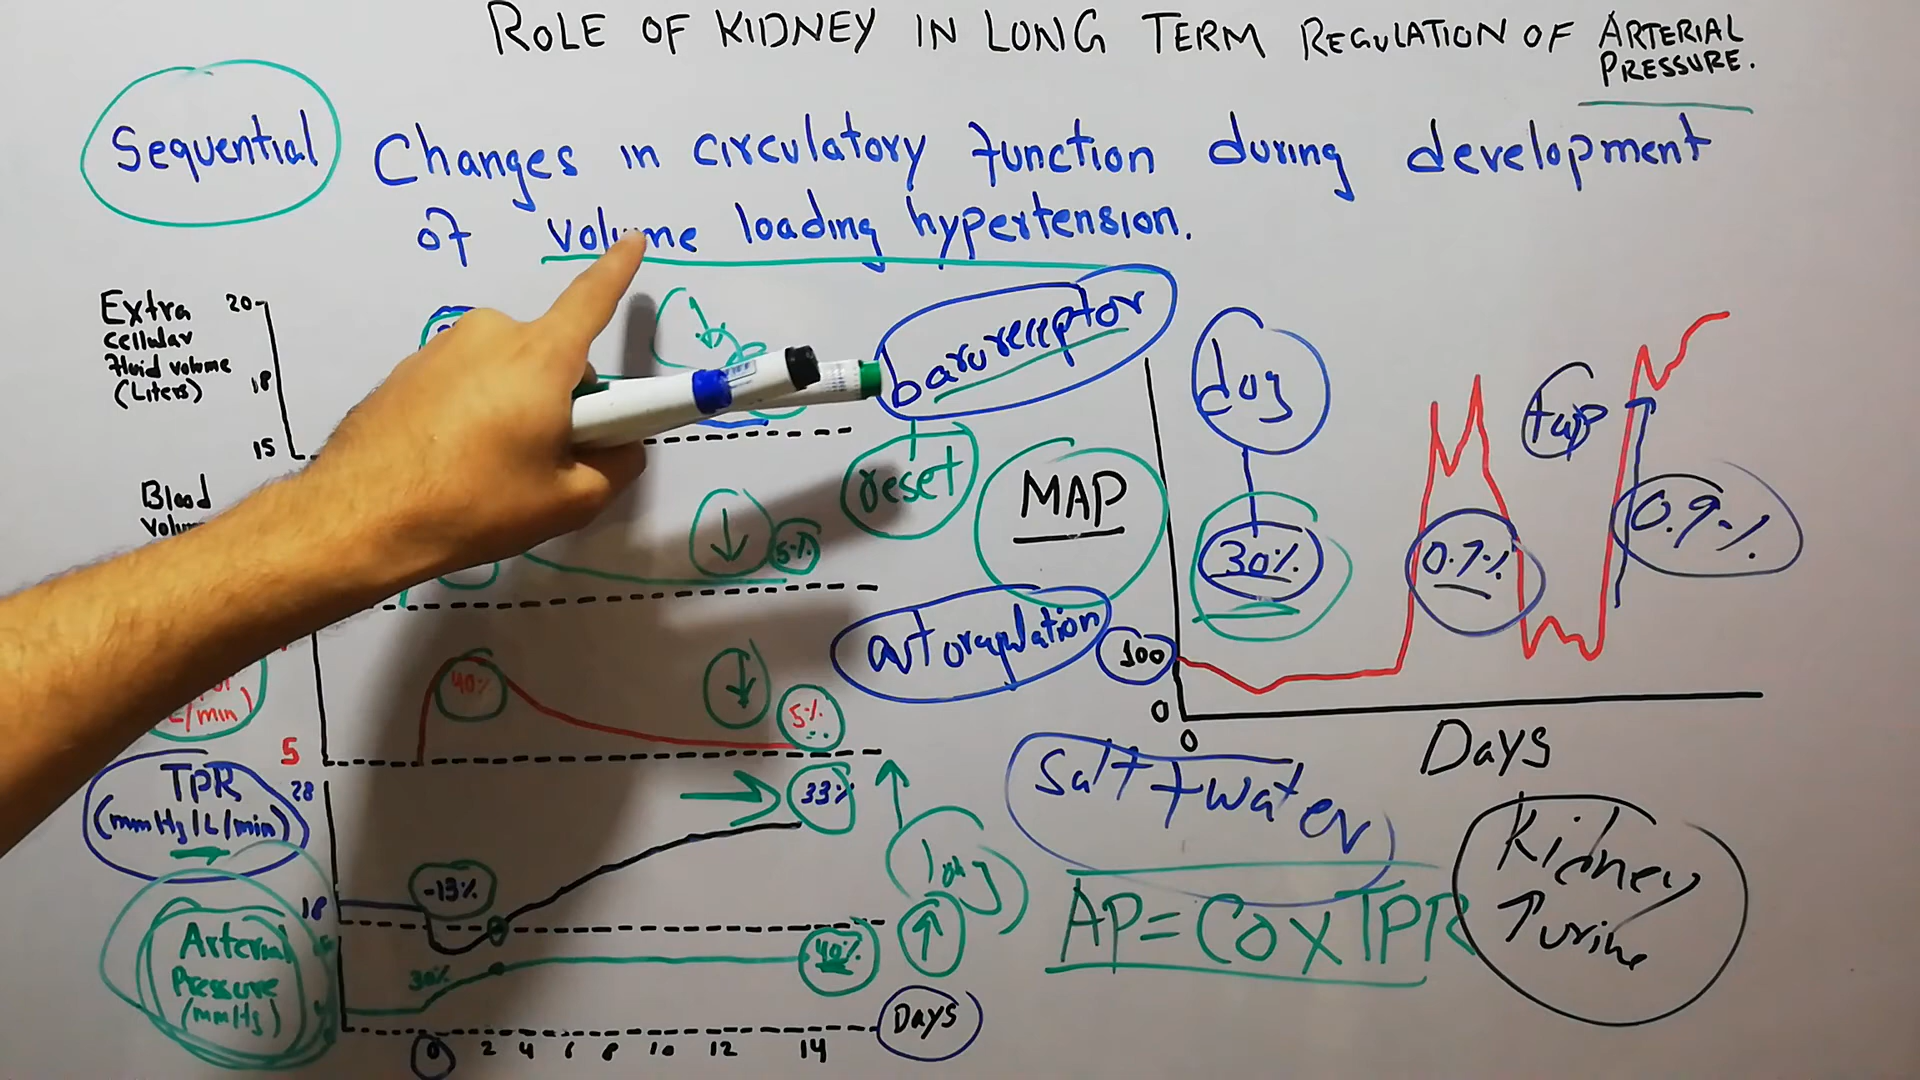 ROLE OF KIDNEY IN LONG TERM REGULATION OF ARTERIAL PRESSURE.
Sequential Changes in circulatory function during development
of volume loading hypertension.
Extra
cellular
fluid volume
(Liters)
20
18
15
baroreceptor
reset
Blood
5%
40%
5%
L/min)
5
TPR
(mmHg/L/min)
28
18
-13%
33%
long
Arterial
Pressure
(mmHg)
30%
40%
0 2 4 6 8 10 12 14
Days
MAP
autoregulation
dog
30%
0.7%
tap
0.9%
100
0
0
Days
Salt + water
AP = CO X TPR
Kidney
↑ urine